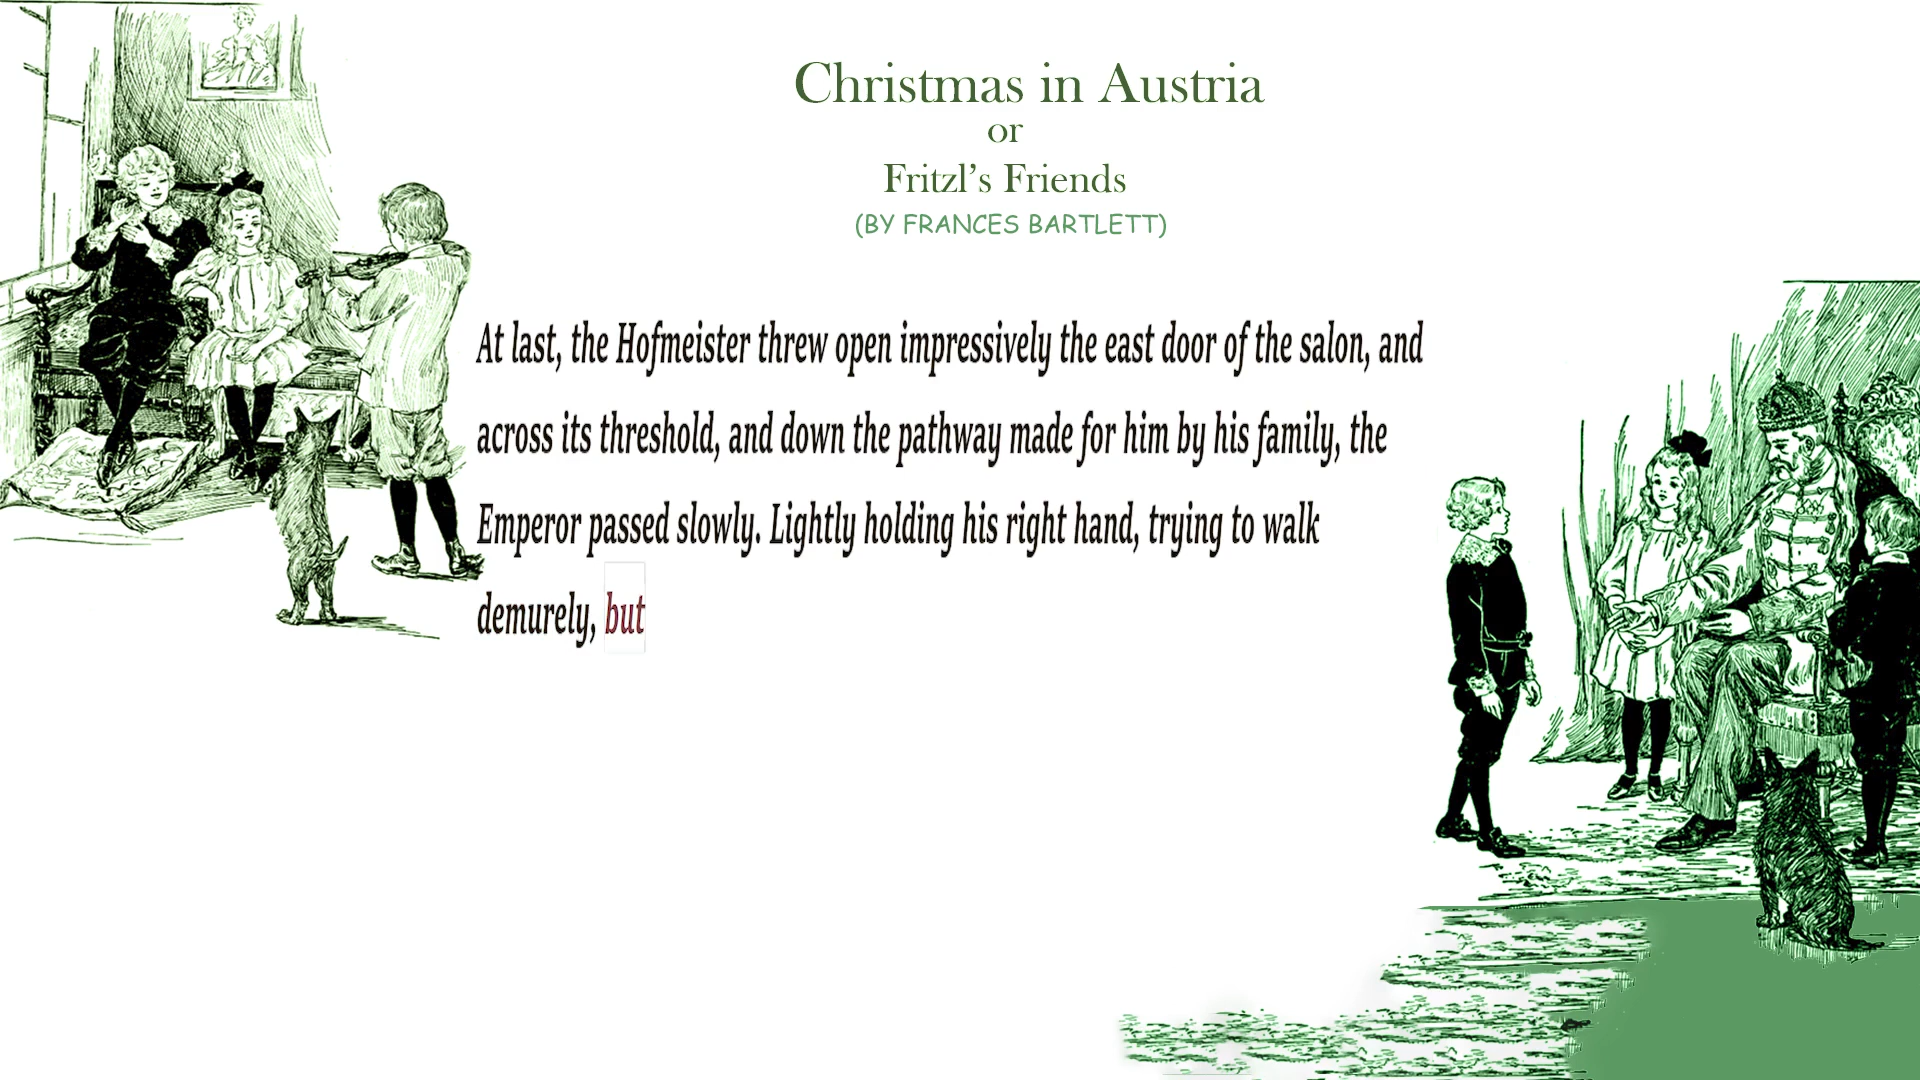 Christmas in Austria
or
Fritzl's Friends
(BY FRANCES BARTLETT)
At last, the Hofmeister threw open impressively the east door of the salon, and
across its threshold, and down the pathway made for him by his family, the
Emperor passed slowly. Lightly holding his right hand, trying to walk
demurely, but